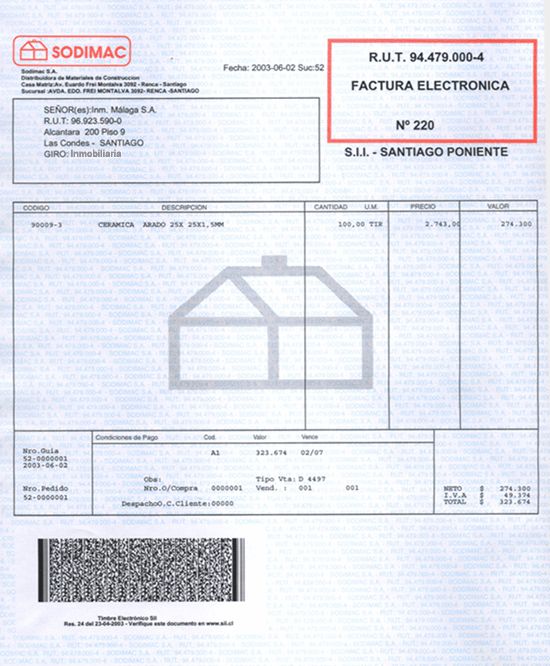 SODIMAC
Sodimac S.A.
Distribuidora de Materiales de Construccion
Casa Matriz:Av. Euardo Frei Montalva 3092 - Renca - Santiago
Sucursal :AVDA. EDO. FREI MONTALVA 3092- RENCA -SANTIAGO
Fecha: 2003-06-02 Suc:52
R.U.T. 94.479.000-4
FACTURA ELECTRONICA
Nº 220
S.I.I. - SANTIAGO PONIENTE
SEÑOR(es):Inm. Málaga S.A.
R.U.T: 96.923.590-0
Alcantara 200 Piso 9
Las Condes - SANTIAGO
GIRO: Inmobiliaria
CODIGO DESCRIPCION CANTIDAD U.M. PRECIO VALOR
90009-3 CERAMICA ARADO 25X 25X1,5MM 100,00 TIR 2.743,00 274.300
Condiciones de Pago Cod. Valor Vence
A1 323.674 02/07
Nro.Guia
52-0000001
2003-06-02
Nro.Pedido
52-0000001
Obs: Tipo Vta: D 4497
Nro.O/Compra 0000001 Vend. : 001 001
DespachoO.C.Cliente:00000
NETO $ 274.300
I.V.A $ 49.374
TOTAL $ 323.674
Timbre Electrónico SII
Res. 24 del 23-04-2003 - Verifique este documento en www.sii.cl